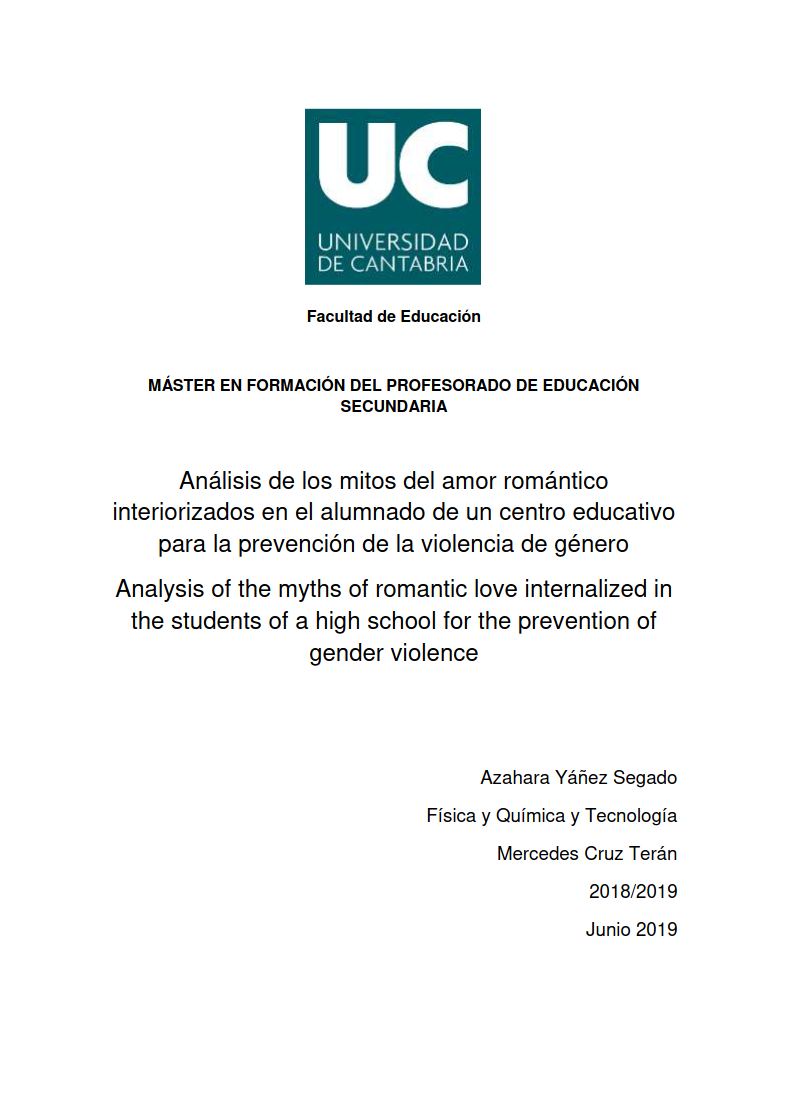 UC
UNIVERSIDAD
DE CANTABRIA
Facultad de Educación
MÁSTER EN FORMACIÓN DEL PROFESORADO DE EDUCACIÓN
SECUNDARIA
Análisis de los mitos del amor romántico
interiorizados en el alumnado de un centro educativo
para la prevención de la violencia de género
Analysis of the myths of romantic love internalized in
the students of a high school for the prevention of
gender violence
Azahara Yáñez Segado
Física y Química y Tecnología
Mercedes Cruz Terán
2018/2019
Junio 2019